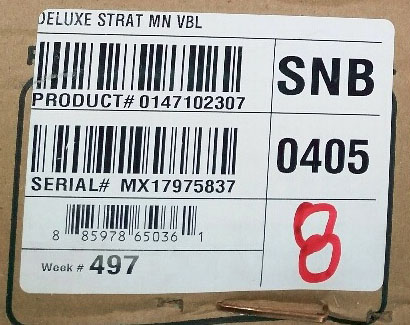 DELUXE STRAT MN VBL
SNB
PRODUCT# 0147102307
0405
SERIAL# MX17975837
8 85978 65036 1
8
Week # 497